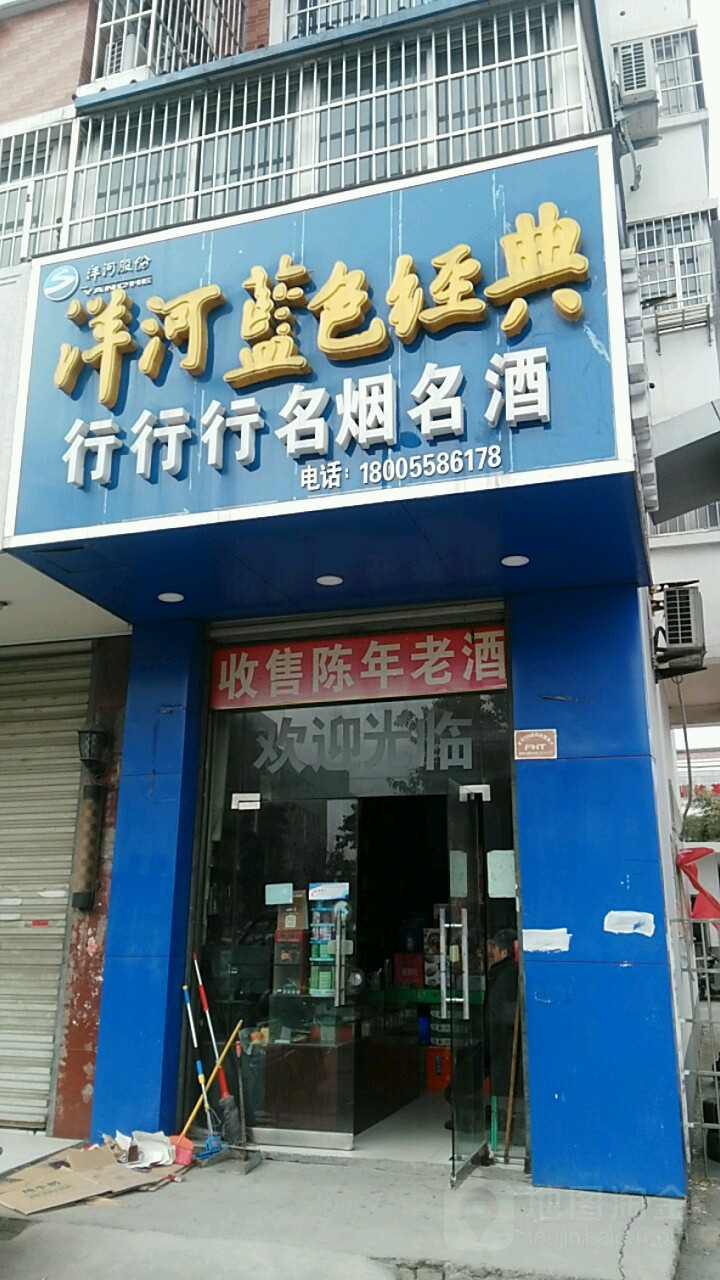 洋河股份
YANGHE
洋河蓝色经典
行行行名烟名酒
电话：18005586178
收售陈年老酒
欢迎光临
FHT